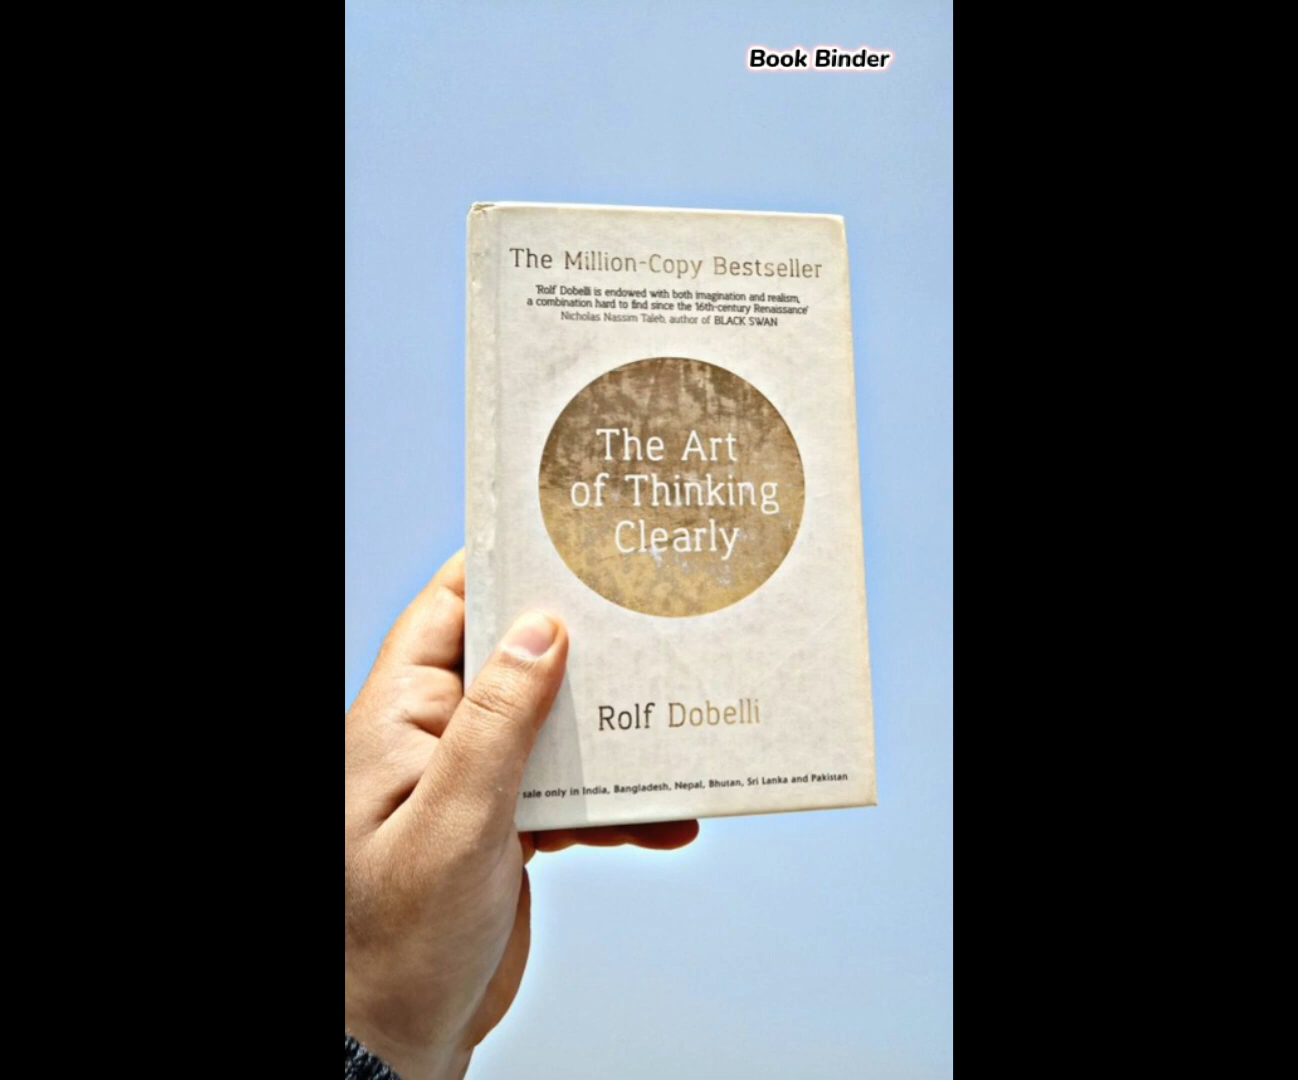 Book Binder
The Million-Copy Bestseller
'Rolf Dobelli is endowed with both imagination and realism,
a combination hard to find since the 16th-century Renaissance'
Nicholas Nassim Taleb, author of BLACK SWAN
The Art
of Thinking
Clearly
Rolf Dobelli
sale only in India, Bangladesh, Nepal, Bhutan, Sri Lanka and Pakistan